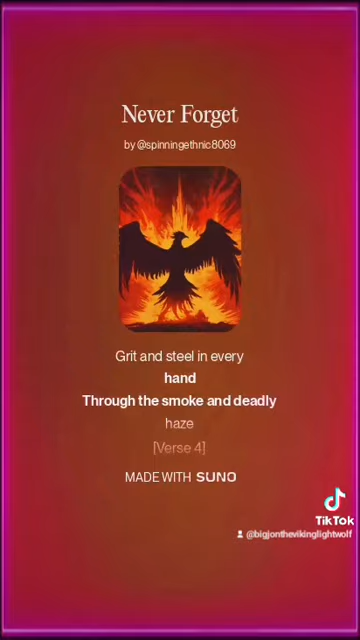 Never Forget
by @spinningethnic8069
Grit and steel in every
hand
Through the smoke and deadly
haze
[Verse 4]
MADE WITH SUNO
TikTok
@bigjonthevikinglightwolf